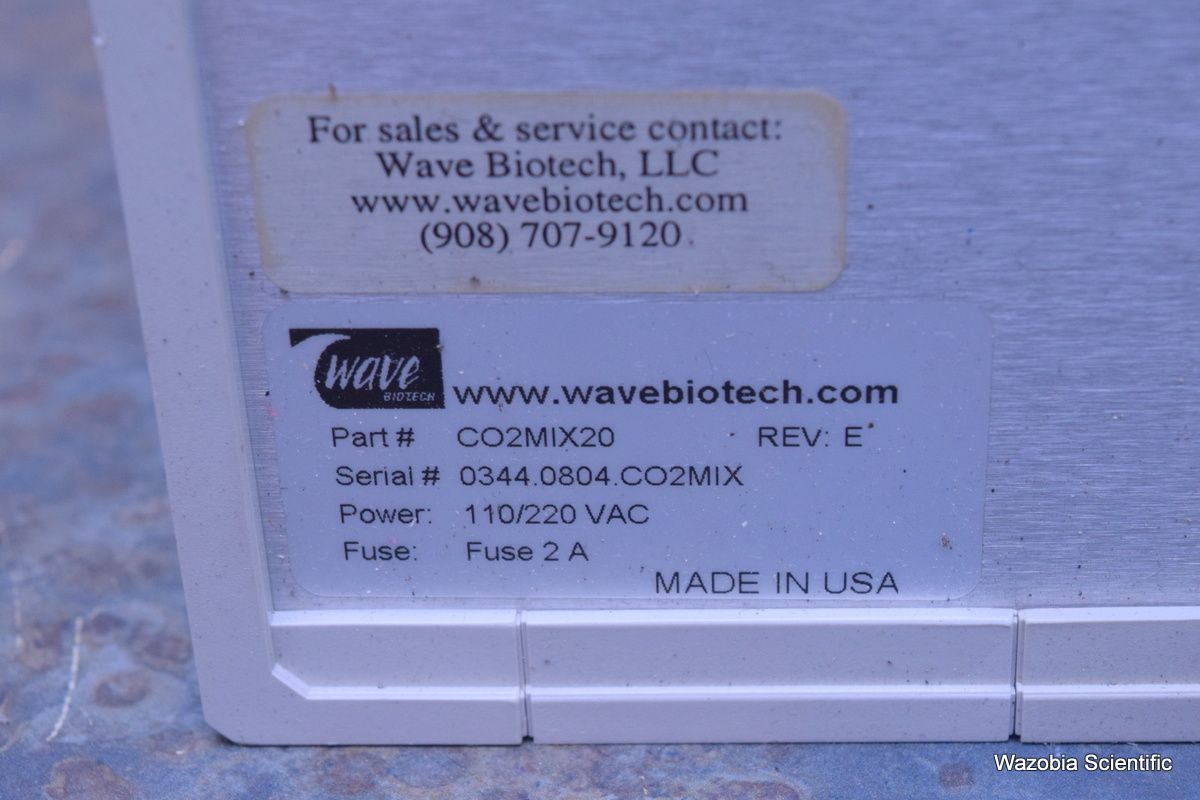 For sales & service contact:
Wave Biotech, LLC
www.wavebiotech.com
(908) 707-9120
wave
BIOTECH
www.wavebiotech.com
Part # CO2MIX20 REV: E
Serial # 0344.0804.CO2MIX
Power: 110/220 VAC
Fuse: Fuse 2 A
MADE IN USA
Wazobia Scientific